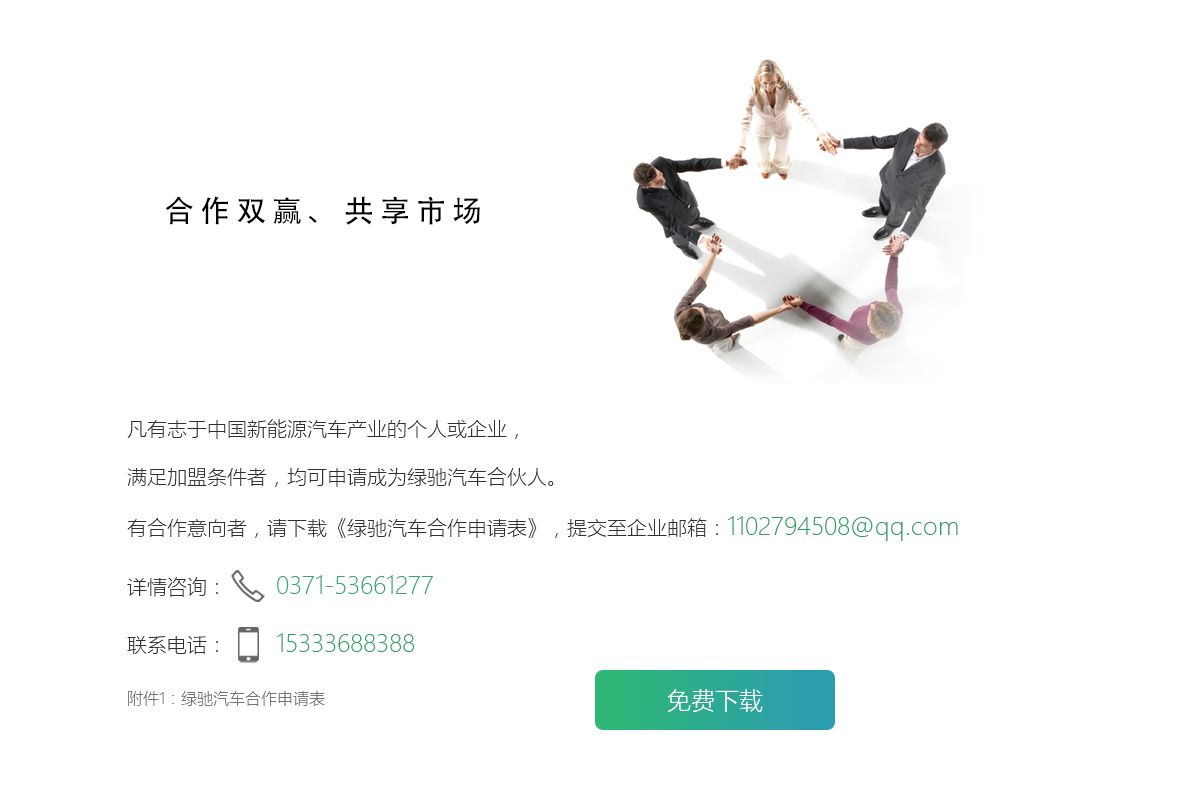 合作双赢、共享市场
凡有志于中国新能源汽车产业的个人或企业，
满足加盟条件者，均可申请成为绿驰汽车合伙人。
有合作意向者，请下载《绿驰汽车合作申请表》，提交至企业邮箱：1102794508@qq.com
详情咨询： 0371-53661277
联系电话： 15333688388
附件1：绿驰汽车合作申请表
免费下载